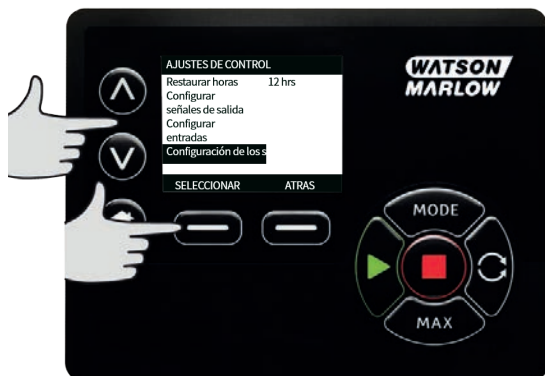 AJUSTES DE CONTROL
Restaurar horas 12 hrs
Configurar
señales de salida
Configurar
entradas
Configuración de los s
SELECCIONAR ATRAS
WATSON
MARLOW
MODE
MAX